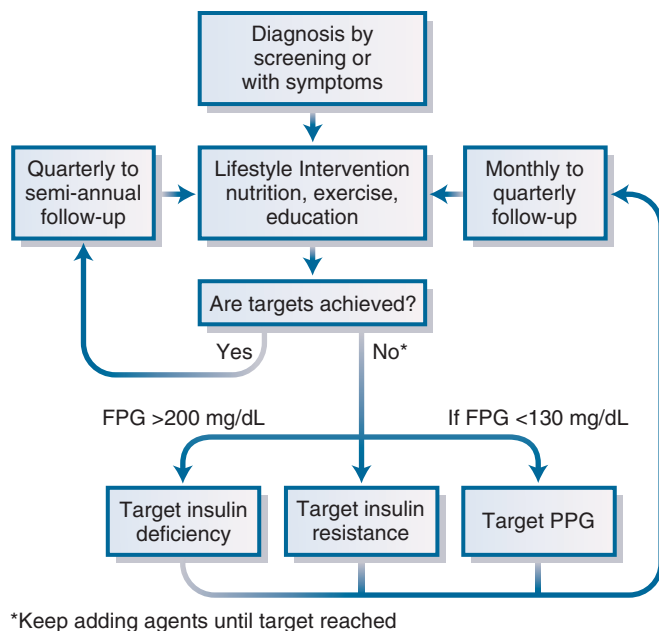 Diagnosis by
screening or
with symptoms
Quarterly to
semi-annual
follow-up
Lifestyle Intervention
nutrition, exercise,
education
Monthly to
quarterly
follow-up
Are targets achieved?
Yes
No*
FPG >200 mg/dL
If FPG <130 mg/dL
Target insulin
deficiency
Target insulin
resistance
Target PPG
*Keep adding agents until target reached